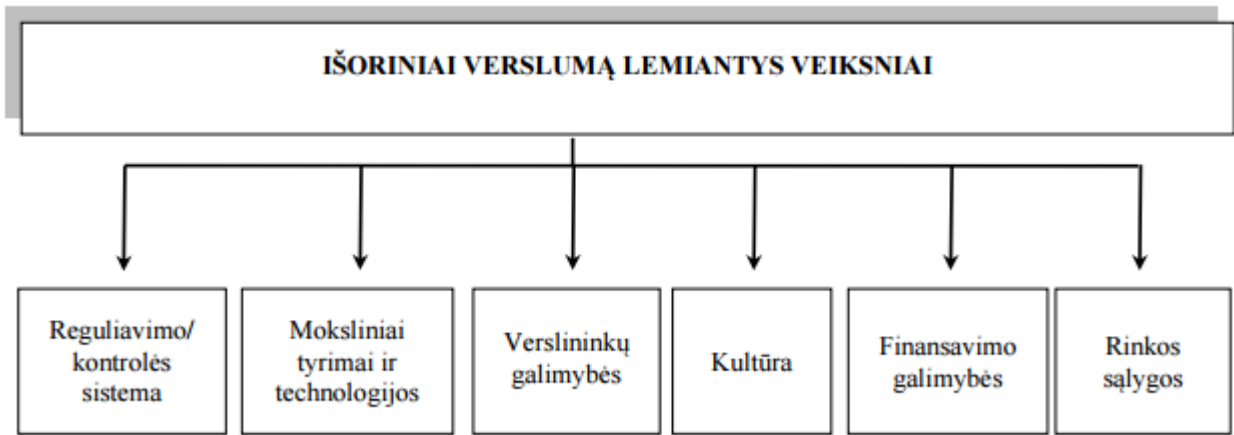 IŠORINIAI VERSLUMĄ LEMIANTYS VEIKSNIAI
Reguliavimo/
kontrolės
sistema
Moksliniai
tyrimai ir
technologijos
Verslininkų
galimybės
Kultūra
Finansavimo
galimybės
Rinkos
sąlygos